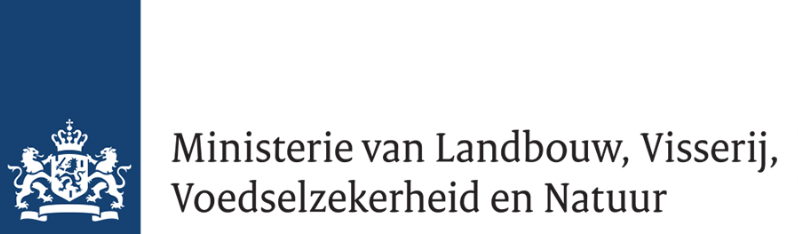 Ministerie van Landbouw, Visserij,
Voedselzekerheid en Natuur